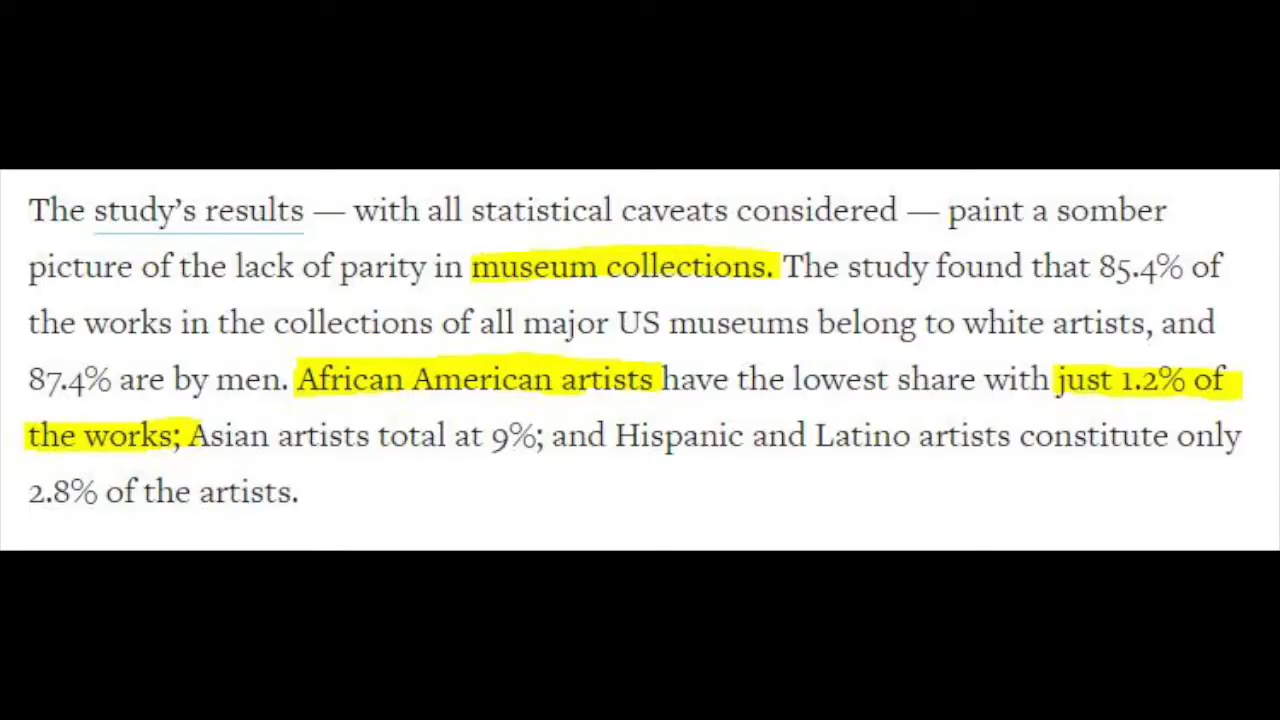 The study’s results — with all statistical caveats considered — paint a somber
picture of the lack of parity in museum collections. The study found that 85.4% of
the works in the collections of all major US museums belong to white artists, and
87.4% are by men. African American artists have the lowest share with just 1.2% of
the works; Asian artists total at 9%; and Hispanic and Latino artists constitute only
2.8% of the artists.